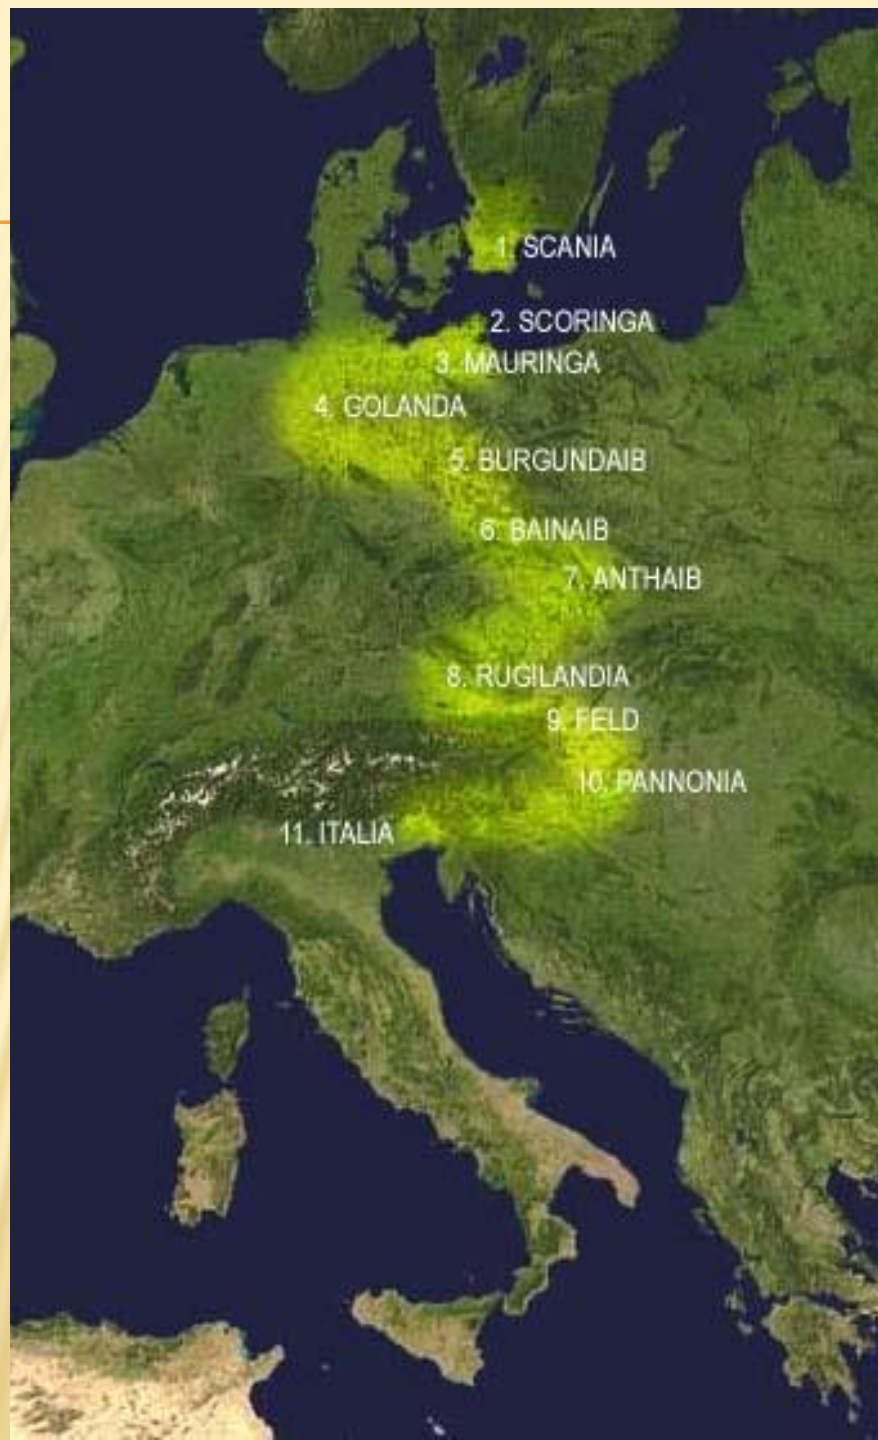 1. SCANIA
2. SCORINGA
3. MAURINGA
4. GOLANDA
5. BURGUNDAIB
6. BAINAIB
7. ANTHAIB
8. RUGILANDIA
9. FELD
10. PANNONIA
11. ITALIA